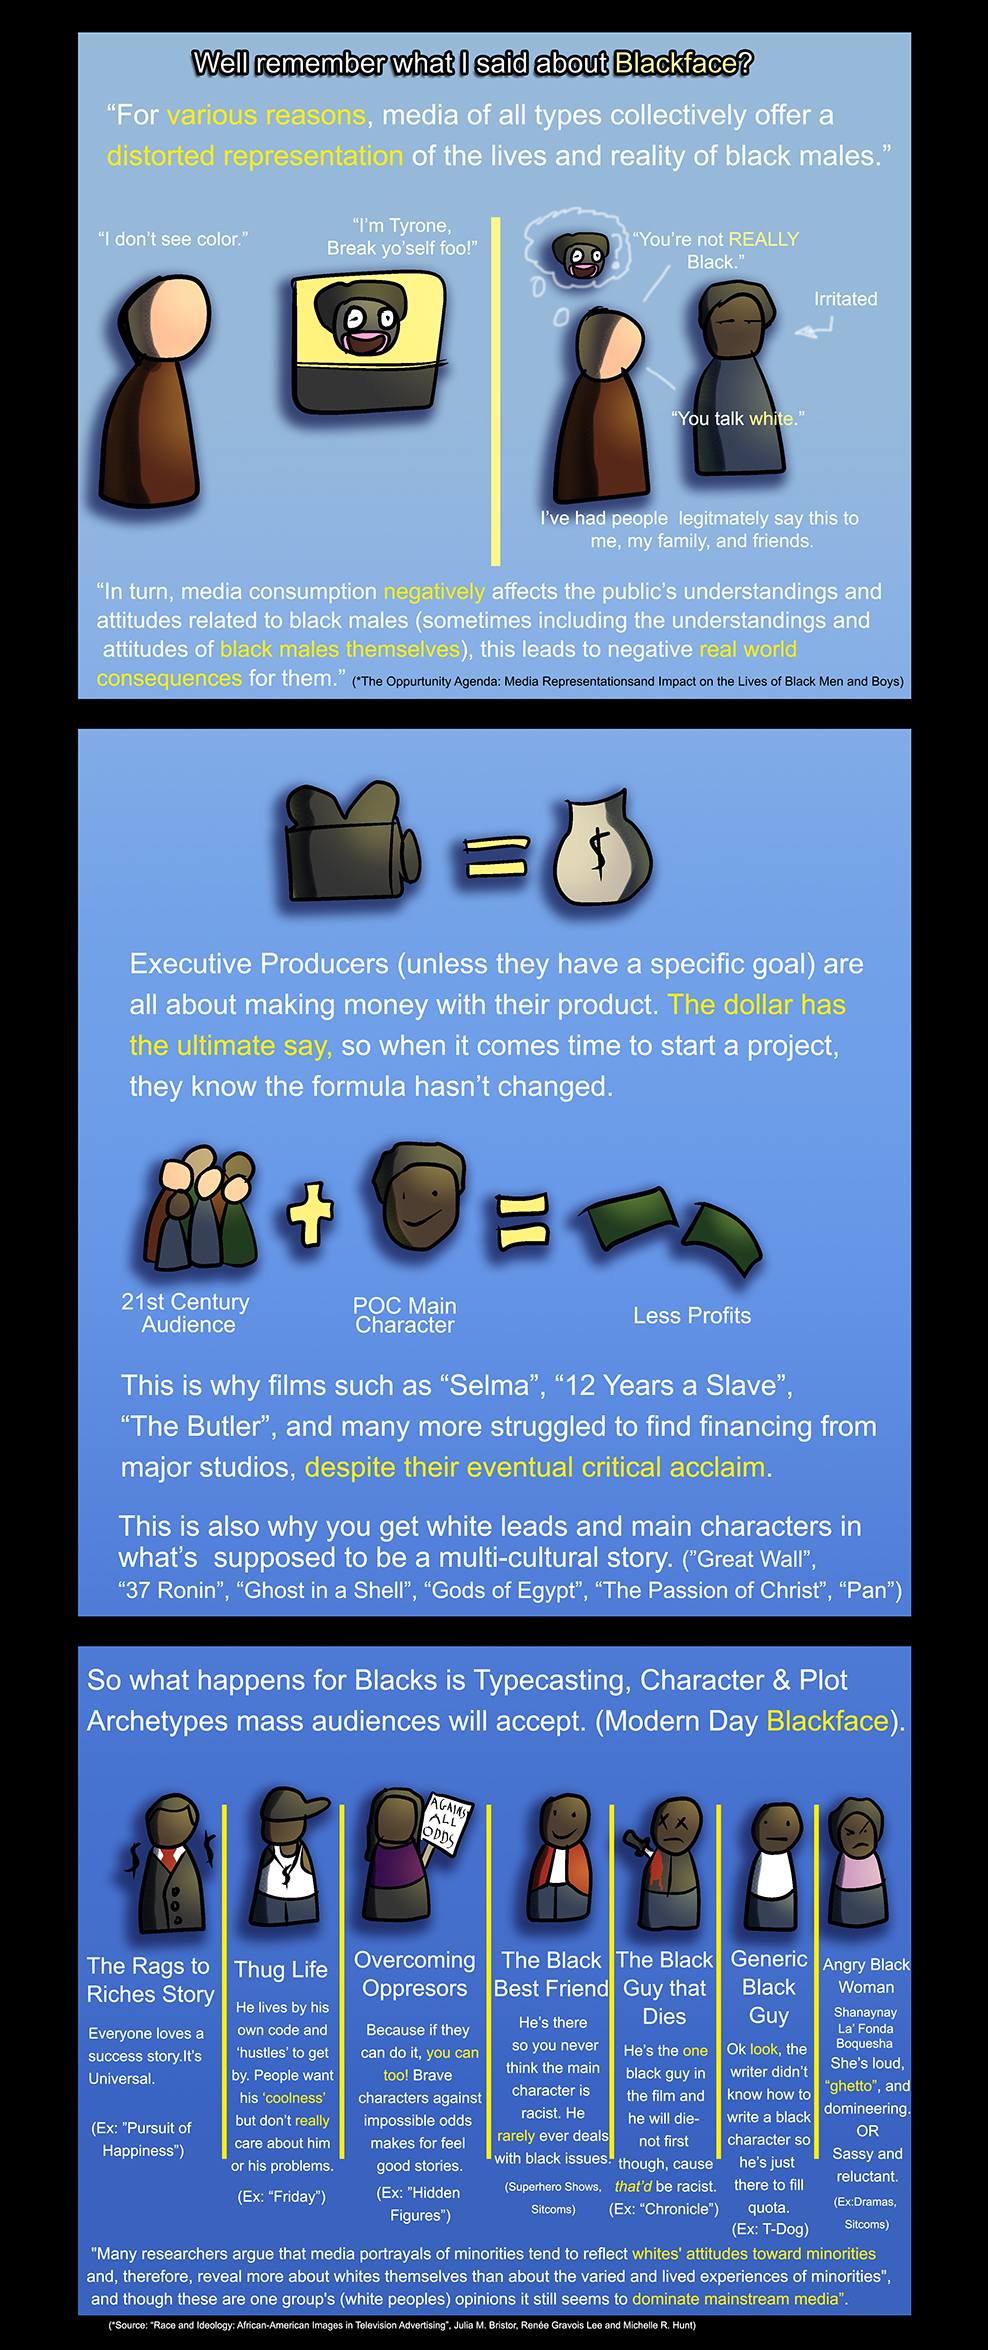 Well remember what I said about Blackface?
“For various reasons, media of all types collectively offer a
distorted representation of the lives and reality of black males.”
“I don’t see color.”
“I’m Tyrone,
Break yo’self foo!”
“You’re not REALLY
Black.”
Irritated
“You talk white.”
I’ve had people legitmately say this to
me, my family, and friends.
“In turn, media consumption negatively affects the public’s understandings and
attitudes related to black males (sometimes including the understandings and
attitudes of black males themselves), this leads to negative real world
consequences for them.” (*The Oppurtunity Agenda: Media Representationsand Impact on the Lives of Black Men and Boys)
$
Executive Producers (unless they have a specific goal) are
all about making money with their product. The dollar has
the ultimate say, so when it comes time to start a project,
they know the formula hasn’t changed.
21st Century
Audience
POC Main
Character
Less Profits
This is why films such as “Selma”, “12 Years a Slave”,
“The Butler”, and many more struggled to find financing from
major studios, despite their eventual critical acclaim.
This is also why you get white leads and main characters in
what’s supposed to be a multi-cultural story. (”Great Wall”,
“37 Ronin”, “Ghost in a Shell”, “Gods of Egypt”, “The Passion of Christ”, “Pan”)
So what happens for Blacks is Typecasting, Character & Plot
Archetypes mass audiences will accept. (Modern Day Blackface).
$ $
$
AGAINST
ALL
ODDS
The Rags to
Riches Story
Everyone loves a
success story.It’s
Universal.
(Ex: ”Pursuit of
Happiness”)
Thug Life
He lives by his
own code and
‘hustles’ to get
by. People want
his ‘coolness’
but don’t really
care about him
or his problems.
(Ex: “Friday”)
Overcoming
Oppresors
Because if they
can do it, you can
too! Brave
characters against
impossible odds
makes for feel
good stories.
(Ex: ”Hidden
Figures”)
The Black
Best Friend
He’s there
so you never
think the main
character is
racist. He
rarely ever deals
with black issues.
(Superhero Shows,
Sitcoms)
The Black
Guy that
Dies
He’s the one
black guy in
the film and
he will die-
not first
though, cause
that’d be racist.
(Ex: “Chronicle”)
Generic
Black
Guy
Ok look, the
writer didn’t
know how to
write a black
character so
he’s just
there to fill
quota.
(Ex: T-Dog)
Angry Black
Woman
Shanaynay
La’ Fonda
Boquesha
She’s loud,
“ghetto”, and
domineering.
OR
Sassy and
reluctant.
(Ex:Dramas,
Sitcoms)
"Many researchers argue that media portrayals of minorities tend to reflect whites' attitudes toward minorities
and, therefore, reveal more about whites themselves than about the varied and lived experiences of minorities",
and though these are one group's (white peoples) opinions it still seems to dominate mainstream media”.
(*Source: “Race and Ideology: African-American Images in Television Advertising”, Julia M. Bristor, Renée Gravois Lee and Michelle R. Hunt)